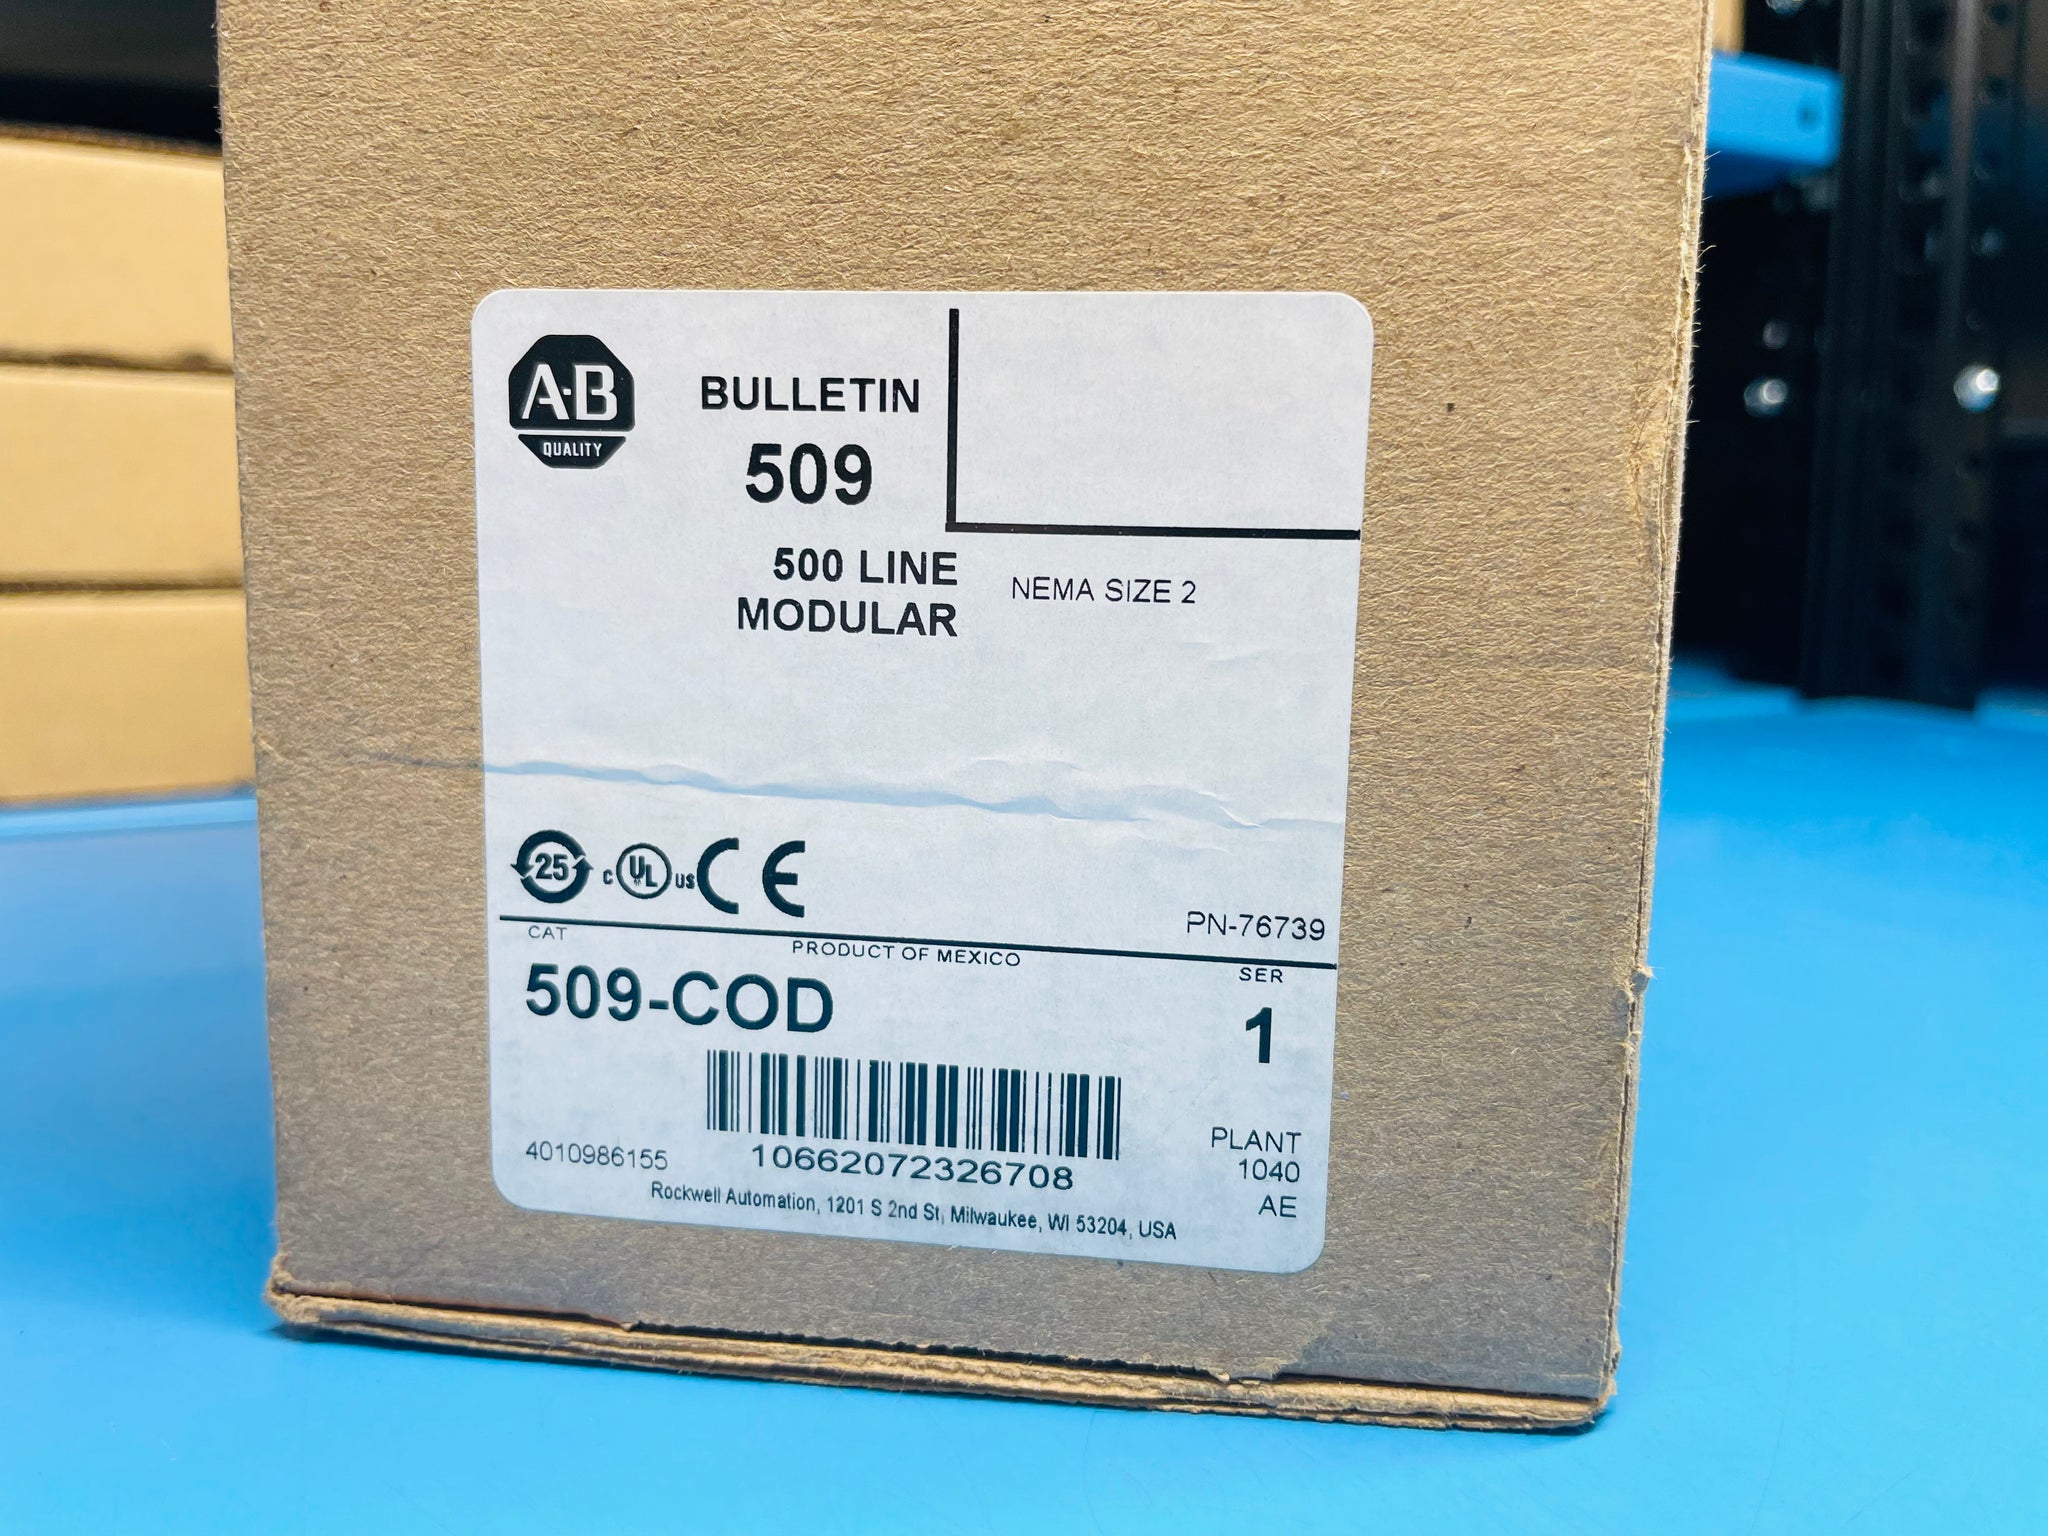 A-B
QUALITY
BULLETIN
509
500 LINE
MODULAR
NEMA SIZE 2
25
C UL US CE
PN-76739
CAT
PRODUCT OF MEXICO
SER
509-COD
1
4010986155
10662072326708
PLANT
1040
AE
Rockwell Automation, 1201 S 2nd St, Milwaukee, WI 53204, USA